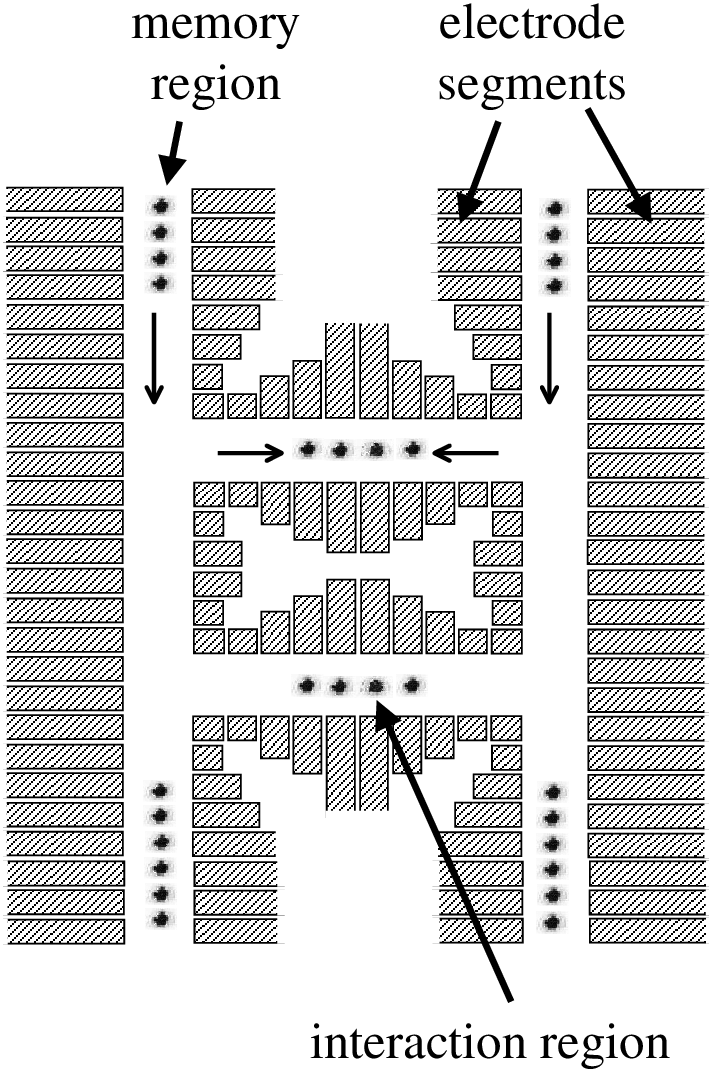 memory
region
electrode
segments
interaction region